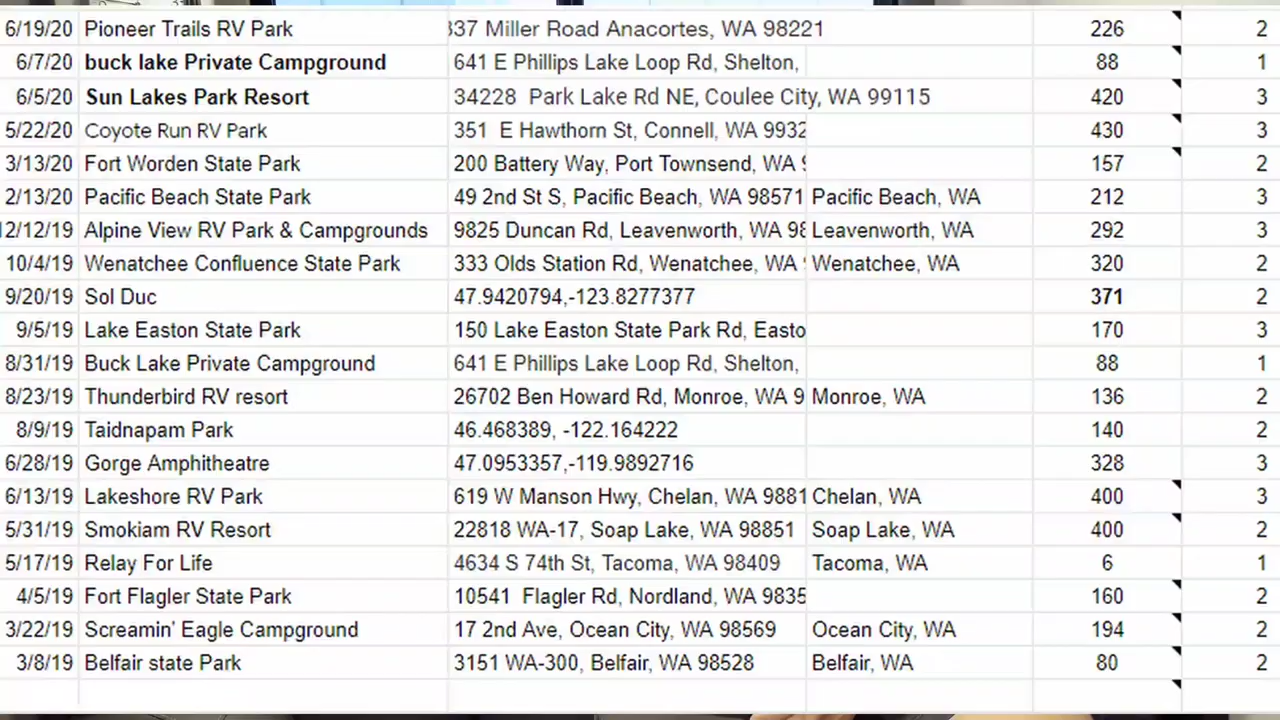 6/19/20 Pioneer Trails RV Park 337 Miller Road Anacortes, WA 98221 226 2
6/7/20 buck lake Private Campground 641 E Phillips Lake Loop Rd, Shelton, 88 1
6/5/20 Sun Lakes Park Resort 34228 Park Lake Rd NE, Coulee City, WA 99115 420 3
5/22/20 Coyote Run RV Park 351 E Hawthorn St, Connell, WA 9932 430 3
3/13/20 Fort Worden State Park 200 Battery Way, Port Townsend, WA 157 2
2/13/20 Pacific Beach State Park 49 2nd St S, Pacific Beach, WA 98571 Pacific Beach, WA 212 3
12/12/19 Alpine View RV Park & Campgrounds 9825 Duncan Rd, Leavenworth, WA 98 Leavenworth, WA 292 3
10/4/19 Wenatchee Confluence State Park 333 Olds Station Rd, Wenatchee, WA Wenatchee, WA 320 2
9/20/19 Sol Duc 47.9420794,-123.8277377 371 2
9/5/19 Lake Easton State Park 150 Lake Easton State Park Rd, Easto 170 3
8/31/19 Buck Lake Private Campground 641 E Phillips Lake Loop Rd, Shelton, 88 1
8/23/19 Thunderbird RV resort 26702 Ben Howard Rd, Monroe, WA 9 Monroe, WA 136 2
8/9/19 Taidnapam Park 46.468389, -122.164222 140 2
6/28/19 Gorge Amphitheatre 47.0953357,-119.9892716 328 3
6/13/19 Lakeshore RV Park 619 W Manson Hwy, Chelan, WA 9881 Chelan, WA 400 3
5/31/19 Smokiam RV Resort 22818 WA-17, Soap Lake, WA 98851 Soap Lake, WA 400 2
5/17/19 Relay For Life 4634 S 74th St, Tacoma, WA 98409 Tacoma, WA 6 1
4/5/19 Fort Flagler State Park 10541 Flagler Rd, Nordland, WA 9835 160 2
3/22/19 Screamin' Eagle Campground 17 2nd Ave, Ocean City, WA 98569 Ocean City, WA 194 2
3/8/19 Belfair state Park 3151 WA-300, Belfair, WA 98528 Belfair, WA 80 2